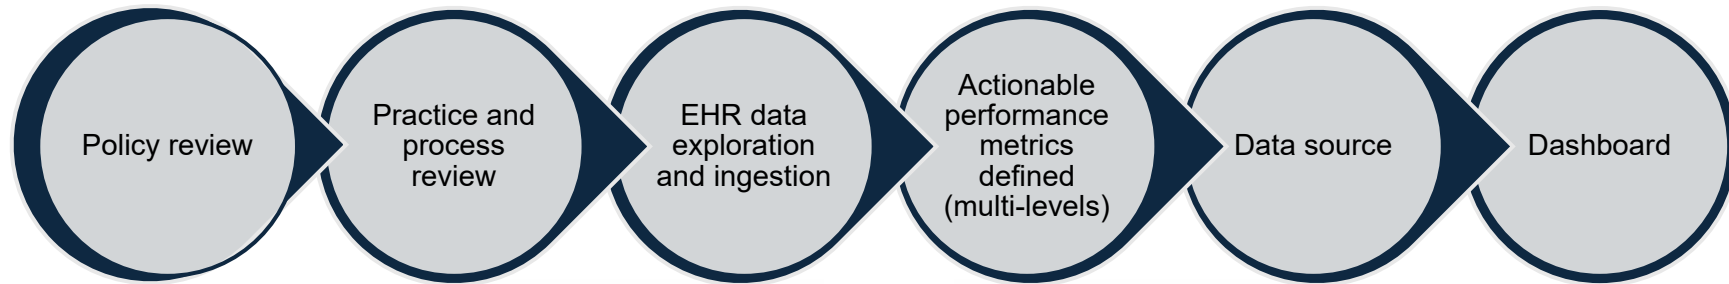 Policy review
Practice and
process
review
EHR data
exploration
and ingestion
Actionable
performance
metrics
defined
(multi-levels)
Data source
Dashboard